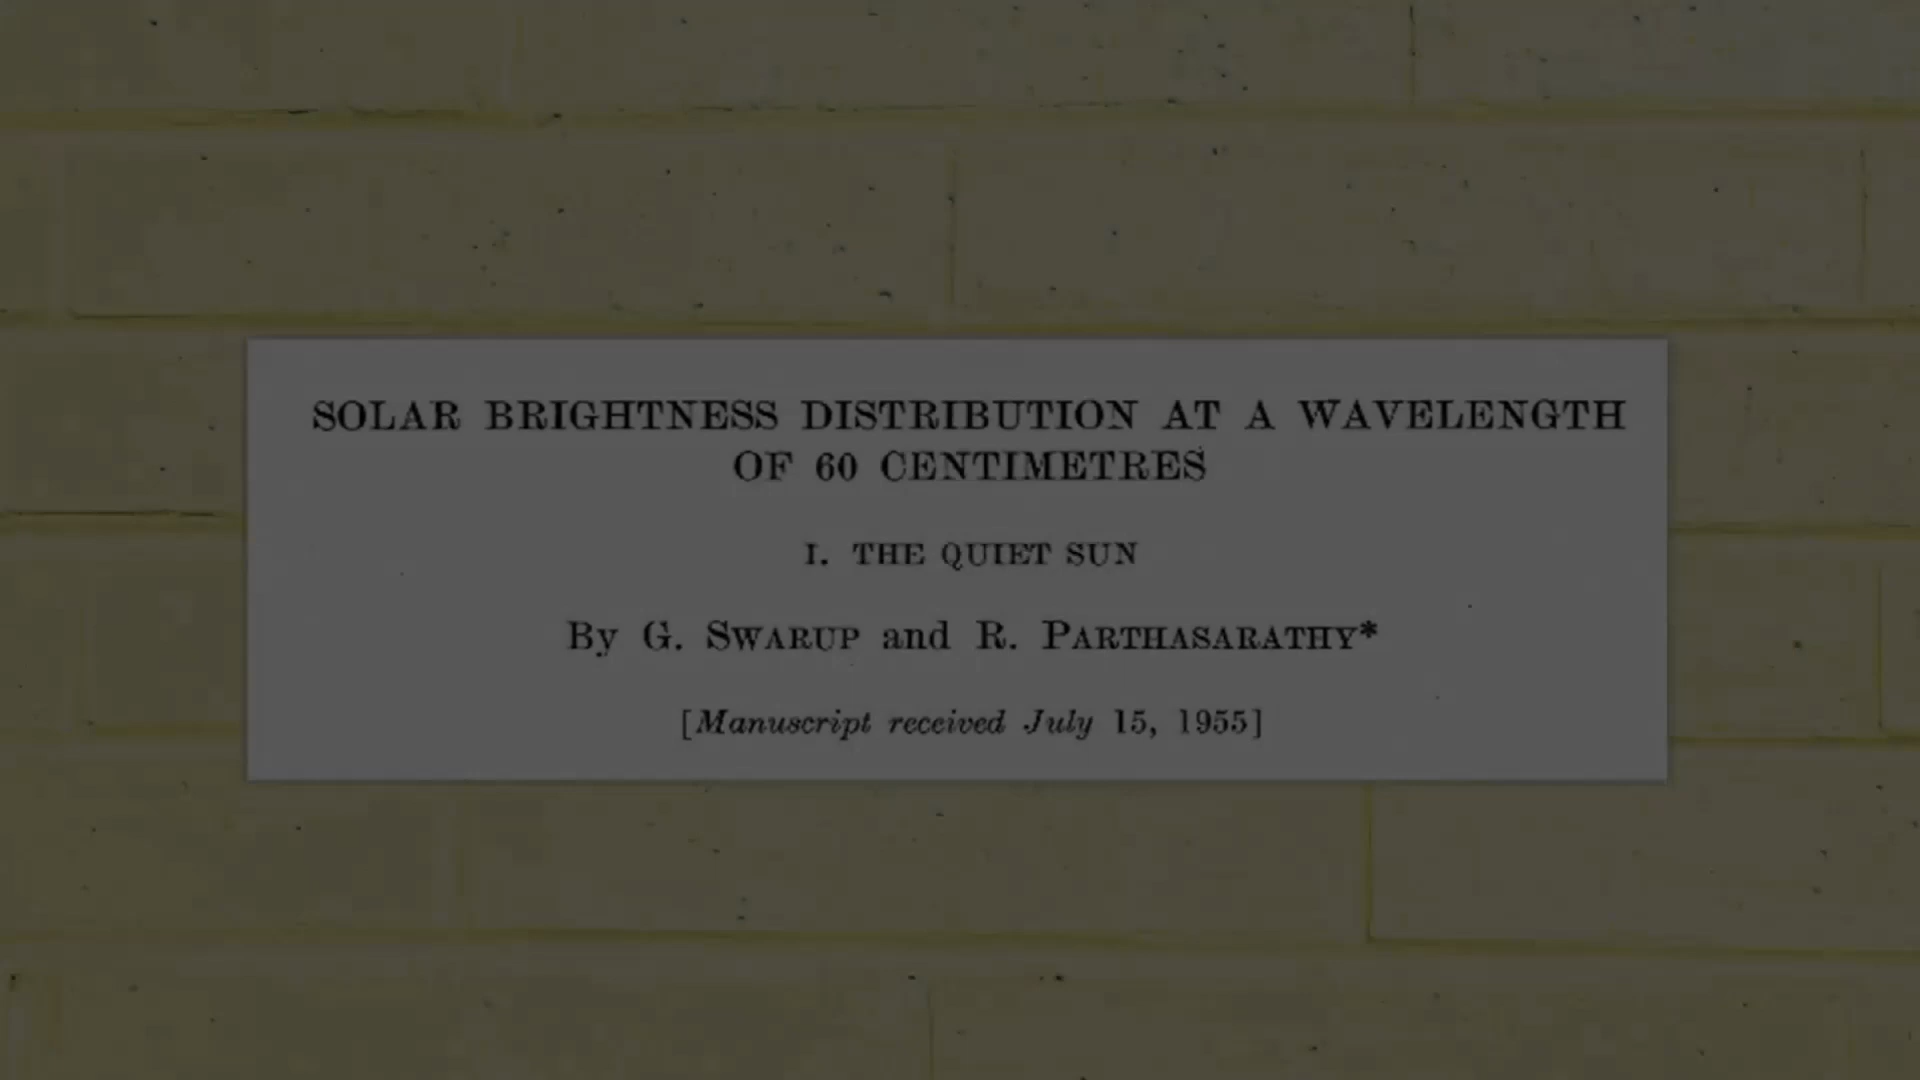 SOLAR BRIGHTNESS DISTRIBUTION AT A WAVELENGTH
OF 60 CENTIMETRES
I. THE QUIET SUN
By G. SWARUP and R. PARTHASARATHY*
[Manuscript received July 15, 1955]